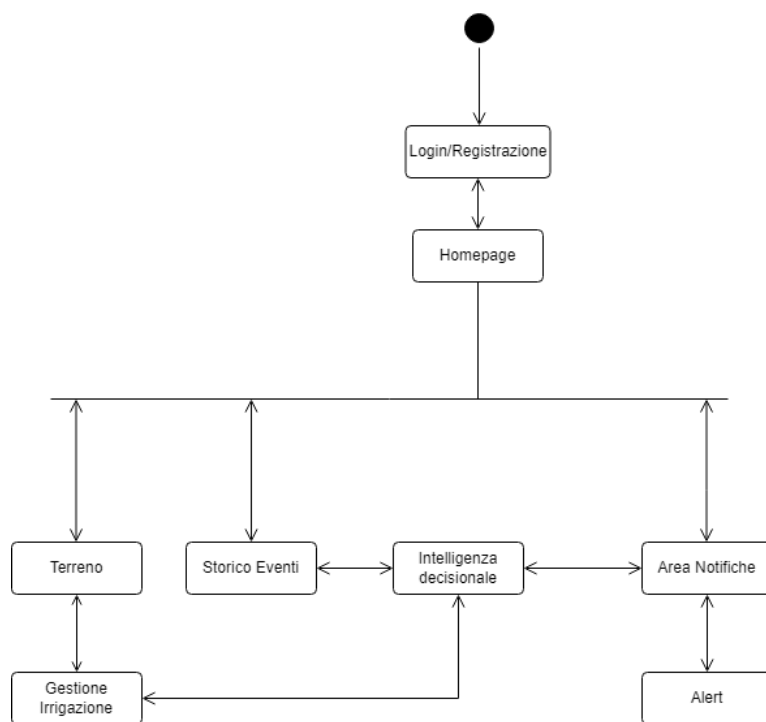 Login/Registrazione
Homepage
Terreno
Storico Eventi
Intelligenza
decisionale
Area Notifiche
Gestione
Irrigazione
Alert